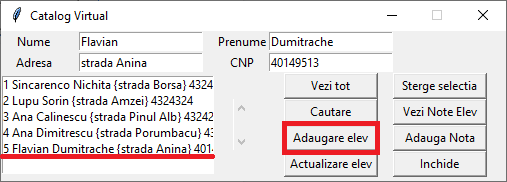 Catalog Virtual
Nume Flavian Prenume Dumitrache
Adresa strada Anina CNP 40149513
1 Sincarenco Nichita {strada Borsa} 4324
2 Lupu Sorin {strada Amzei} 4324324
3 Ana Calinescu {strada Pinul Alb} 43242
4 Ana Dimitrescu {strada Porumbacu} 43
5 Flavian Dumitrache {strada Anina} 4014
Vezi tot Sterge selectia
Cautare Vezi Note Elev
Adaugare elev Adauga Nota
Actualizare elev Inchide